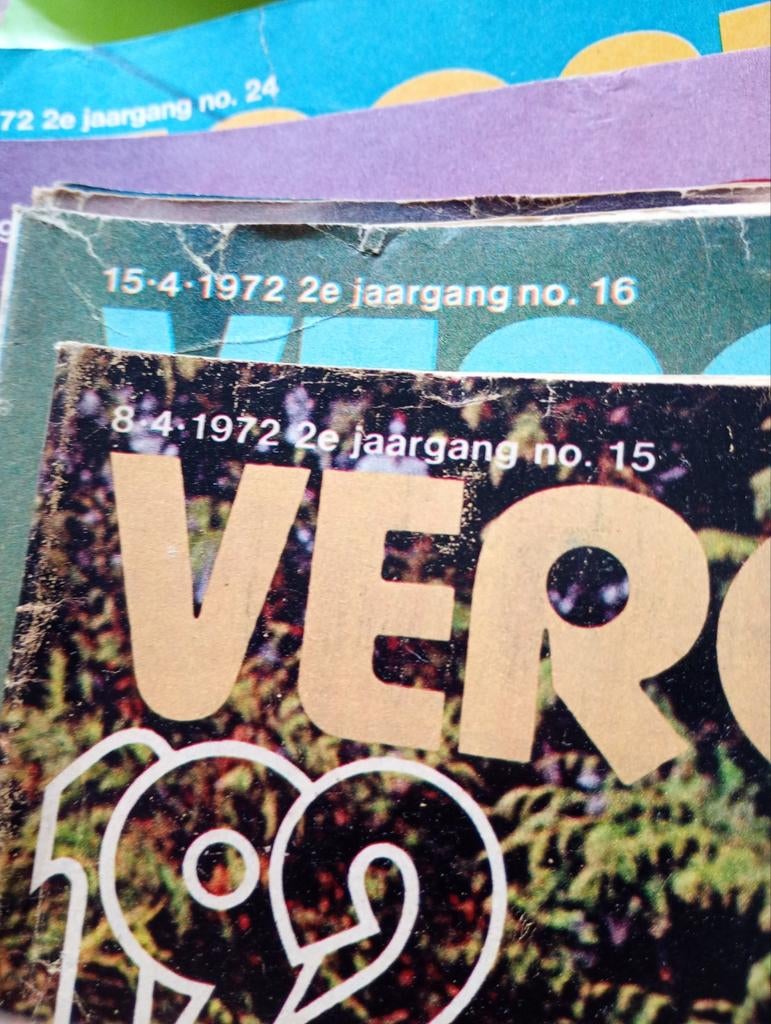 72 2e jaargang no. 24
15·4·1972 2e jaargang no. 16
8·4·1972 2e jaargang no. 15
VER
192